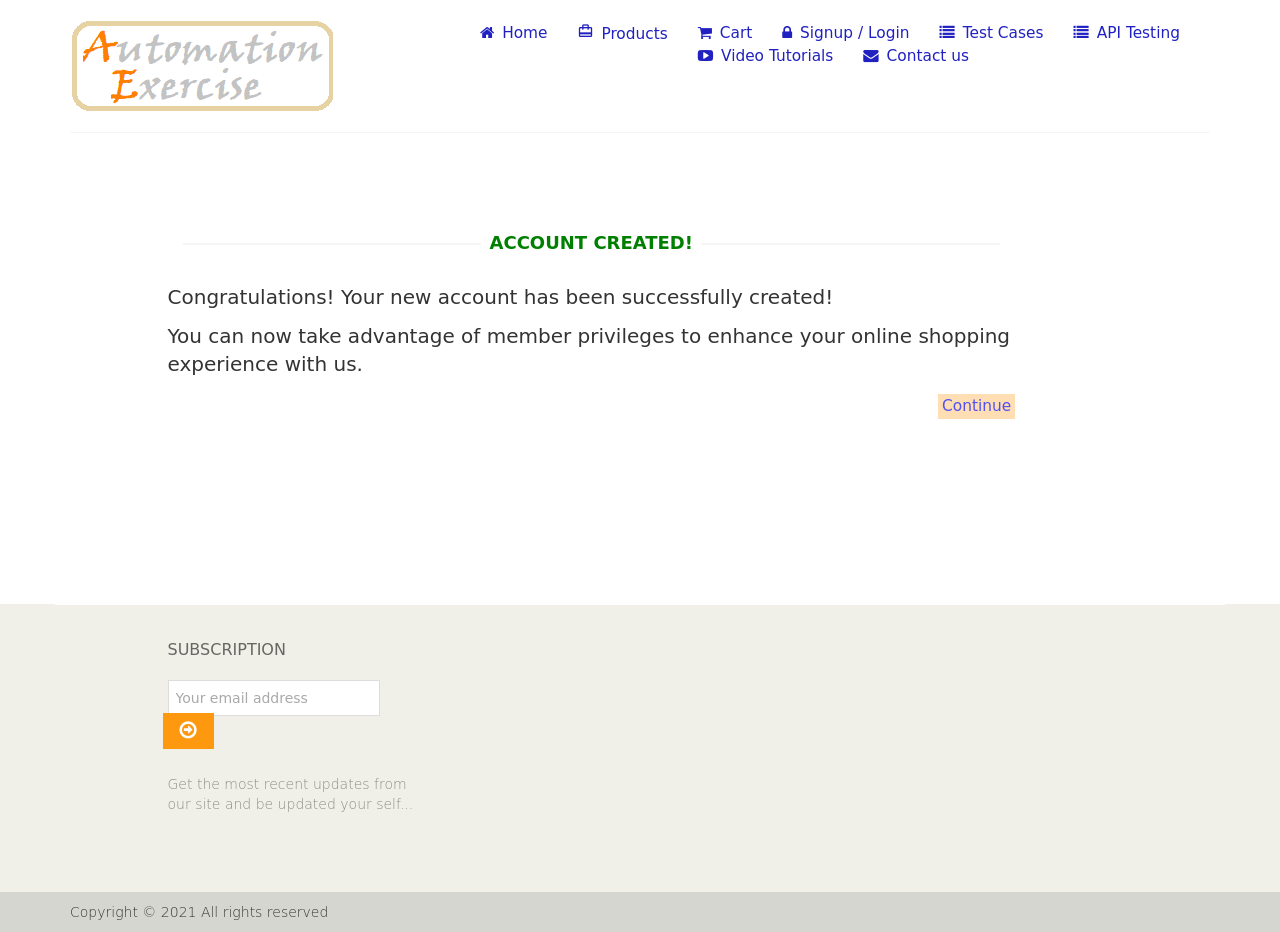 Automation
Exercise
Home
Products
Cart
Signup / Login
Test Cases
API Testing
Video Tutorials
Contact us
ACCOUNT CREATED!
Congratulations! Your new account has been successfully created!
You can now take advantage of member privileges to enhance your online shopping
experience with us.
Continue
SUBSCRIPTION
Your email address
Get the most recent updates from
our site and be updated your self...
Copyright © 2021 All rights reserved